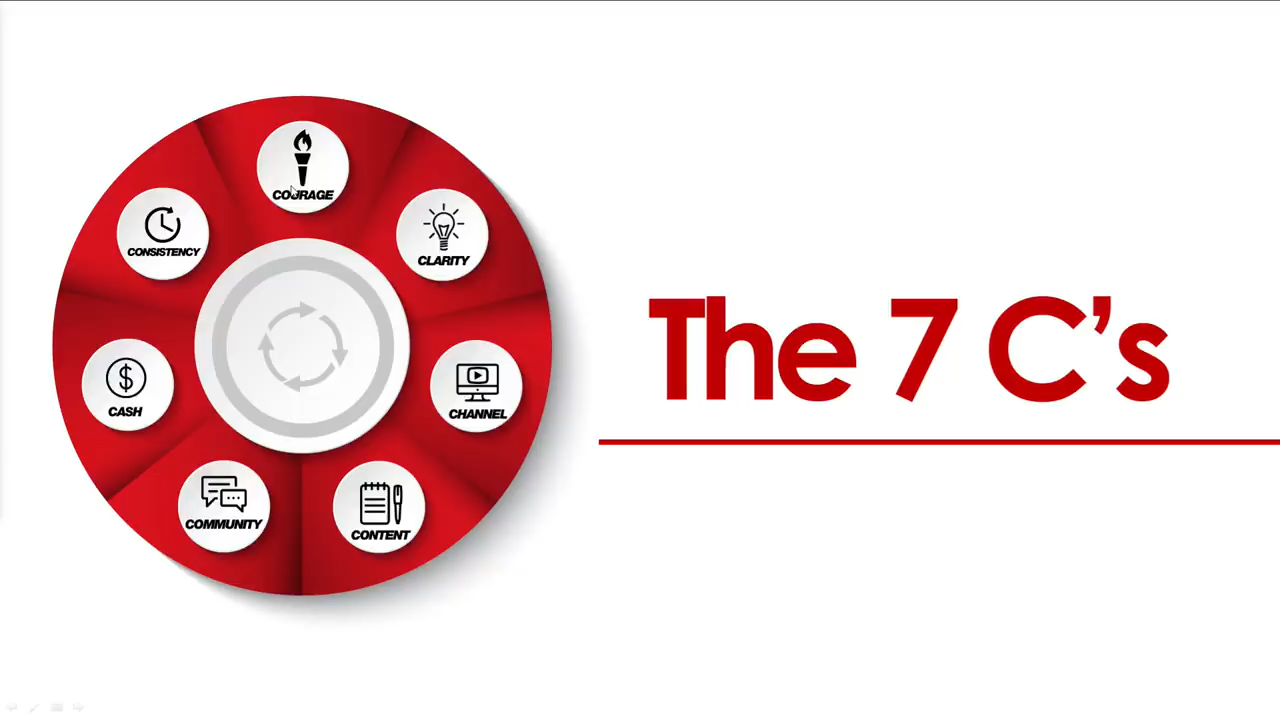 COURAGE
CLARITY
CHANNEL
CONTENT
COMMUNITY
$
CASH
CONSISTENCY
The 7 C's